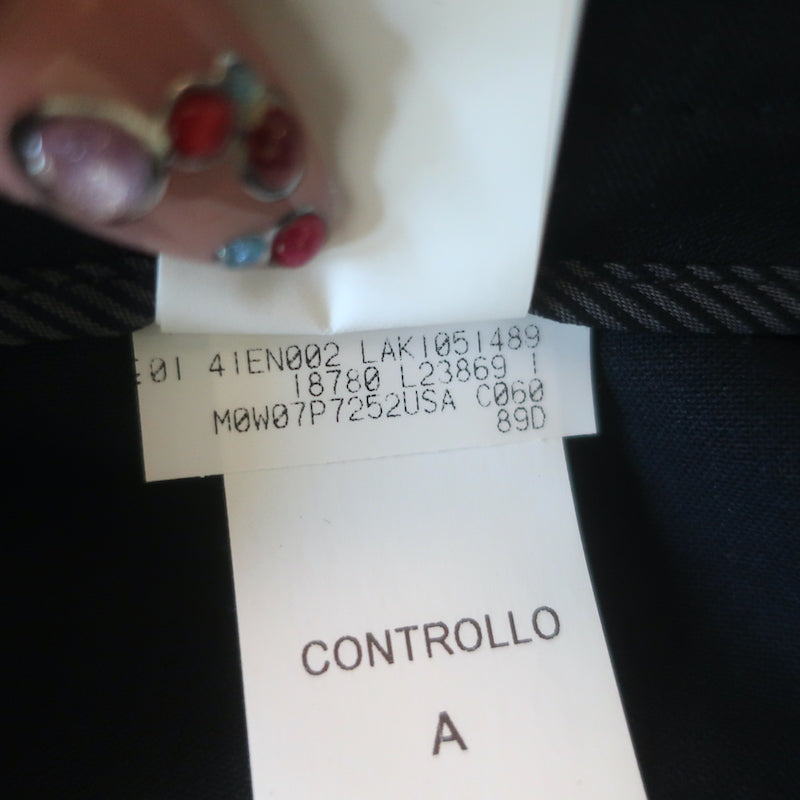 E01 41EN002 LAK1051489
18780 L23869 1
M0W07P7252USA C060
89D
CONTROLLO
A